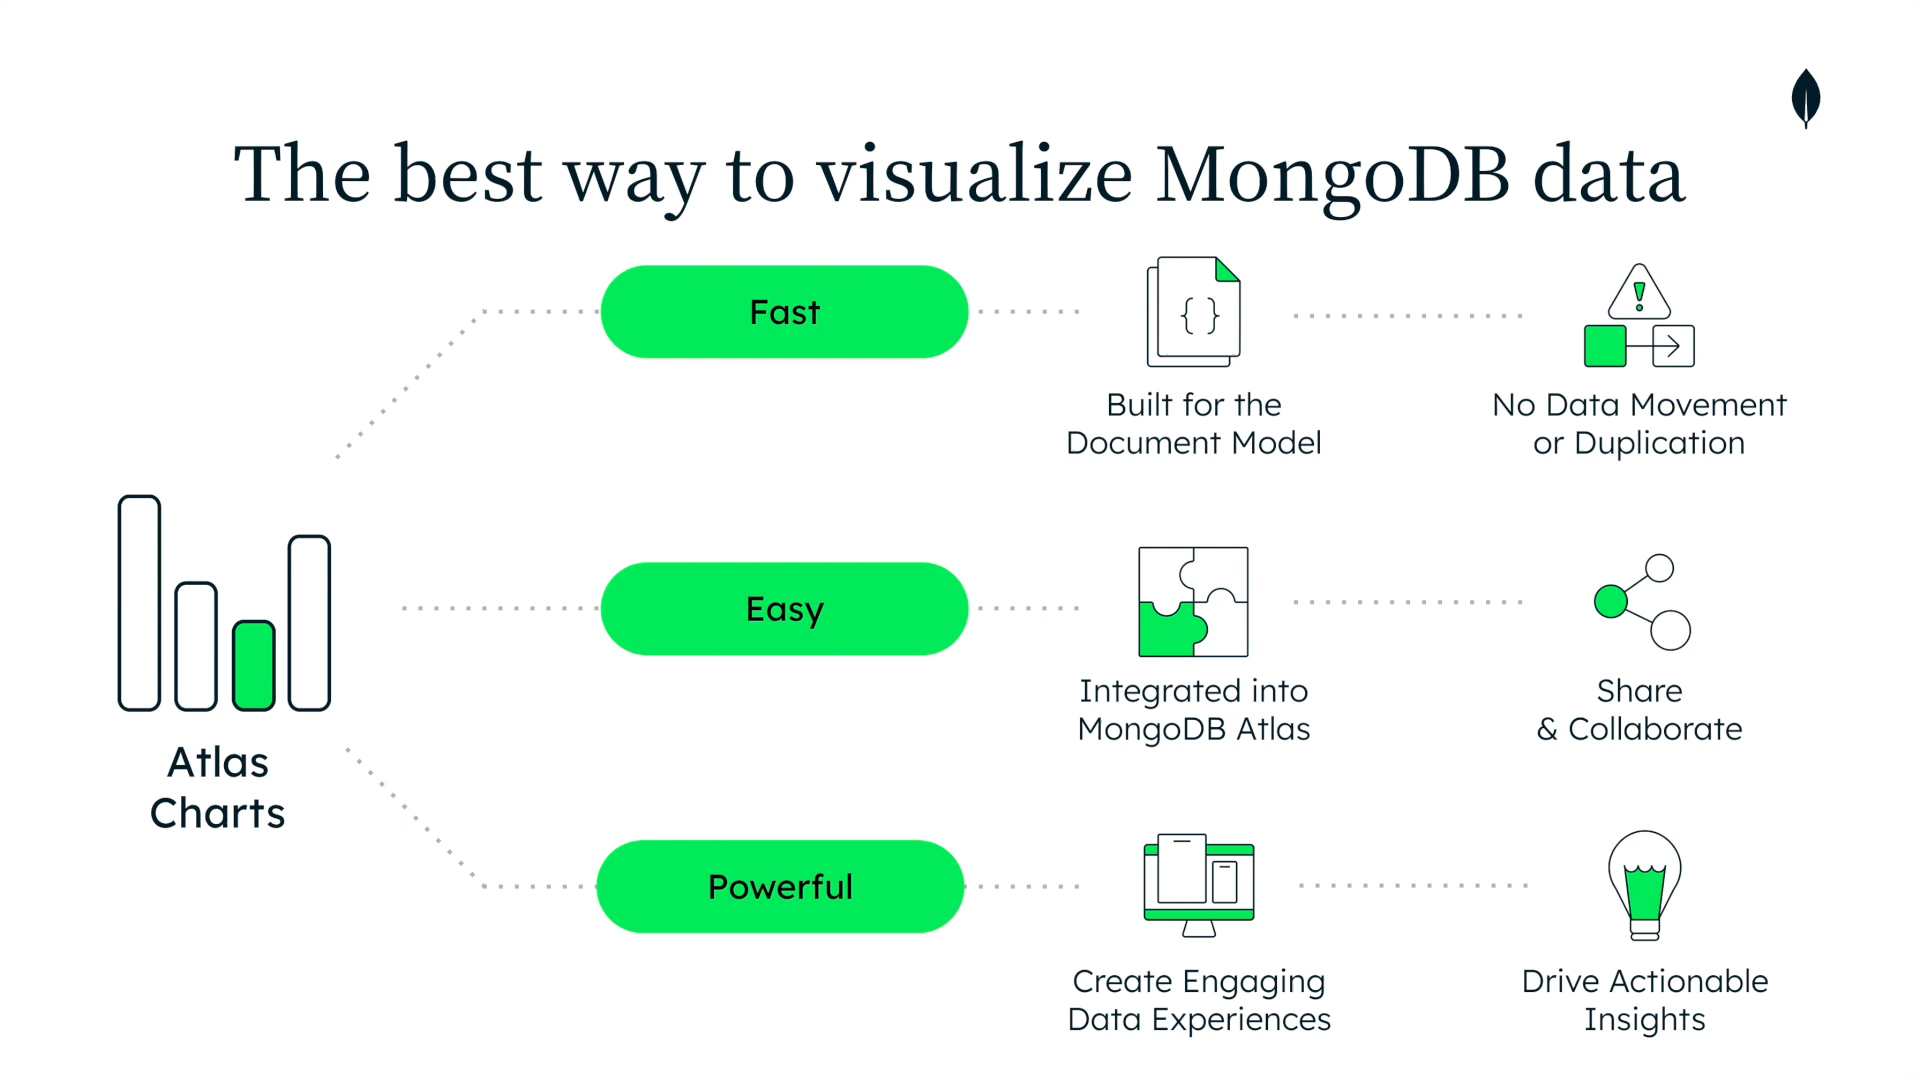 The best way to visualize MongoDB data
Fast
{ }
Built for the
Document Model
!
No Data Movement
or Duplication
Atlas
Charts
Easy
Integrated into
MongoDB Atlas
Share
& Collaborate
Powerful
Create Engaging
Data Experiences
Drive Actionable
Insights